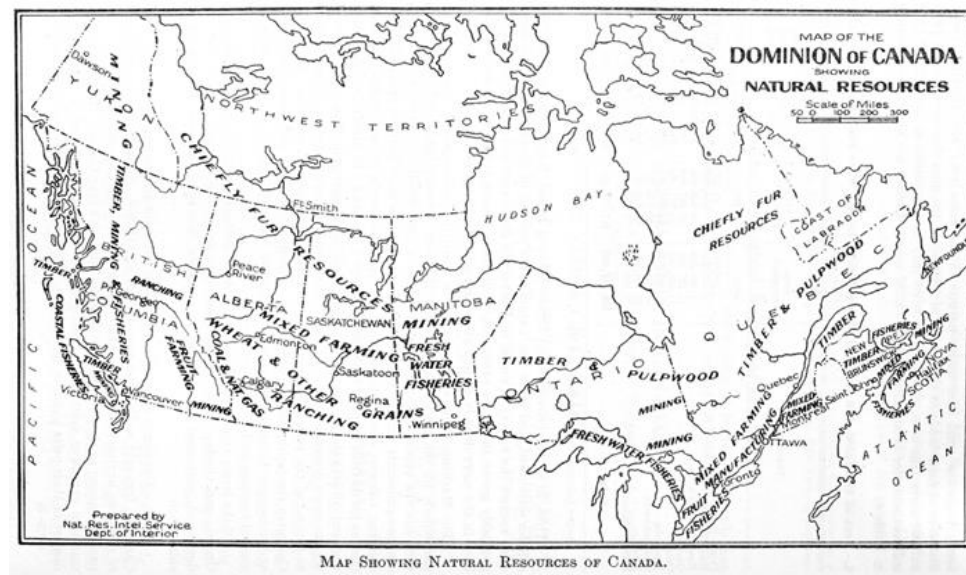 MAP OF THE
DOMINION OF CANADA
SHOWING
NATURAL RESOURCES
Scale of Miles
50 0 100 200 300
Dawson
YUKON
MINING
NORTHWEST TERRITORIES
CHIEFLY FUR RESOURCES
Ft. Smith
HUDSON BAY
CHIEFLY FUR
RESOURCES
COAST OF
LABRADOR
PACIFIC OCEAN
TIMBER, MINING & FISHERIES
BRITISH
COLUMBIA
TIMBER
Pr. George
RANCHING
COASTAL FISHERIES
TIMBER
Vancouver
Victoria
FRUIT
FARMING
MINING
Peace
River
ALBERTA
Edmonton
Calgary
COAL & NAT. GAS
MIXED
FARMING
WHEAT & OTHER
GRAINS
RANCHING
SASKATCHEWAN
Saskatoon
Regina
MANITOBA
MINING
FRESH
WATER
FISHERIES
Winnipeg
TIMBER &
PULPWOOD
ONTARIO
MINING
MINING
FRESH WATER FISHERIES
MIXED FARMING
MANUFACTURING
FRUIT
FISHERIES
Toronto
OTTAWA
Montreal
Quebec
MIXED
FARMING
QUEBEC
TIMBER & PULPWOOD
TIMBER
NEW
BRUNSWICK
TIMBER
Saint John
P.E.I.
FISHERIES
MINING
MIXED
FARMING
NOVA
SCOTIA
Halifax
FISHERIES
ATLANTIC
OCEAN
Prepared by
Nat. Res. Intel. Service
Dept. of Interior
MAP SHOWING NATURAL RESOURCES OF CANADA.